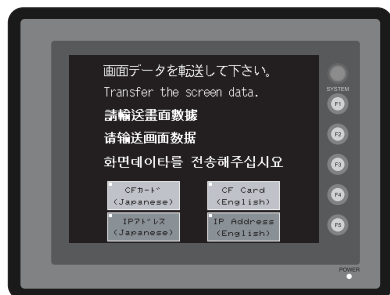 画面データを転送して下さい。
Transfer the screen data.
請輸送畫面數據
请输送画面数据
화면데이타를 전송해주십시요
CFカード
(Japanese)
CF Card
(English)
IPアドレス
(Japanese)
IP Address
(English)
SYSTEM
F1
F2
F3
F4
F5
POWER